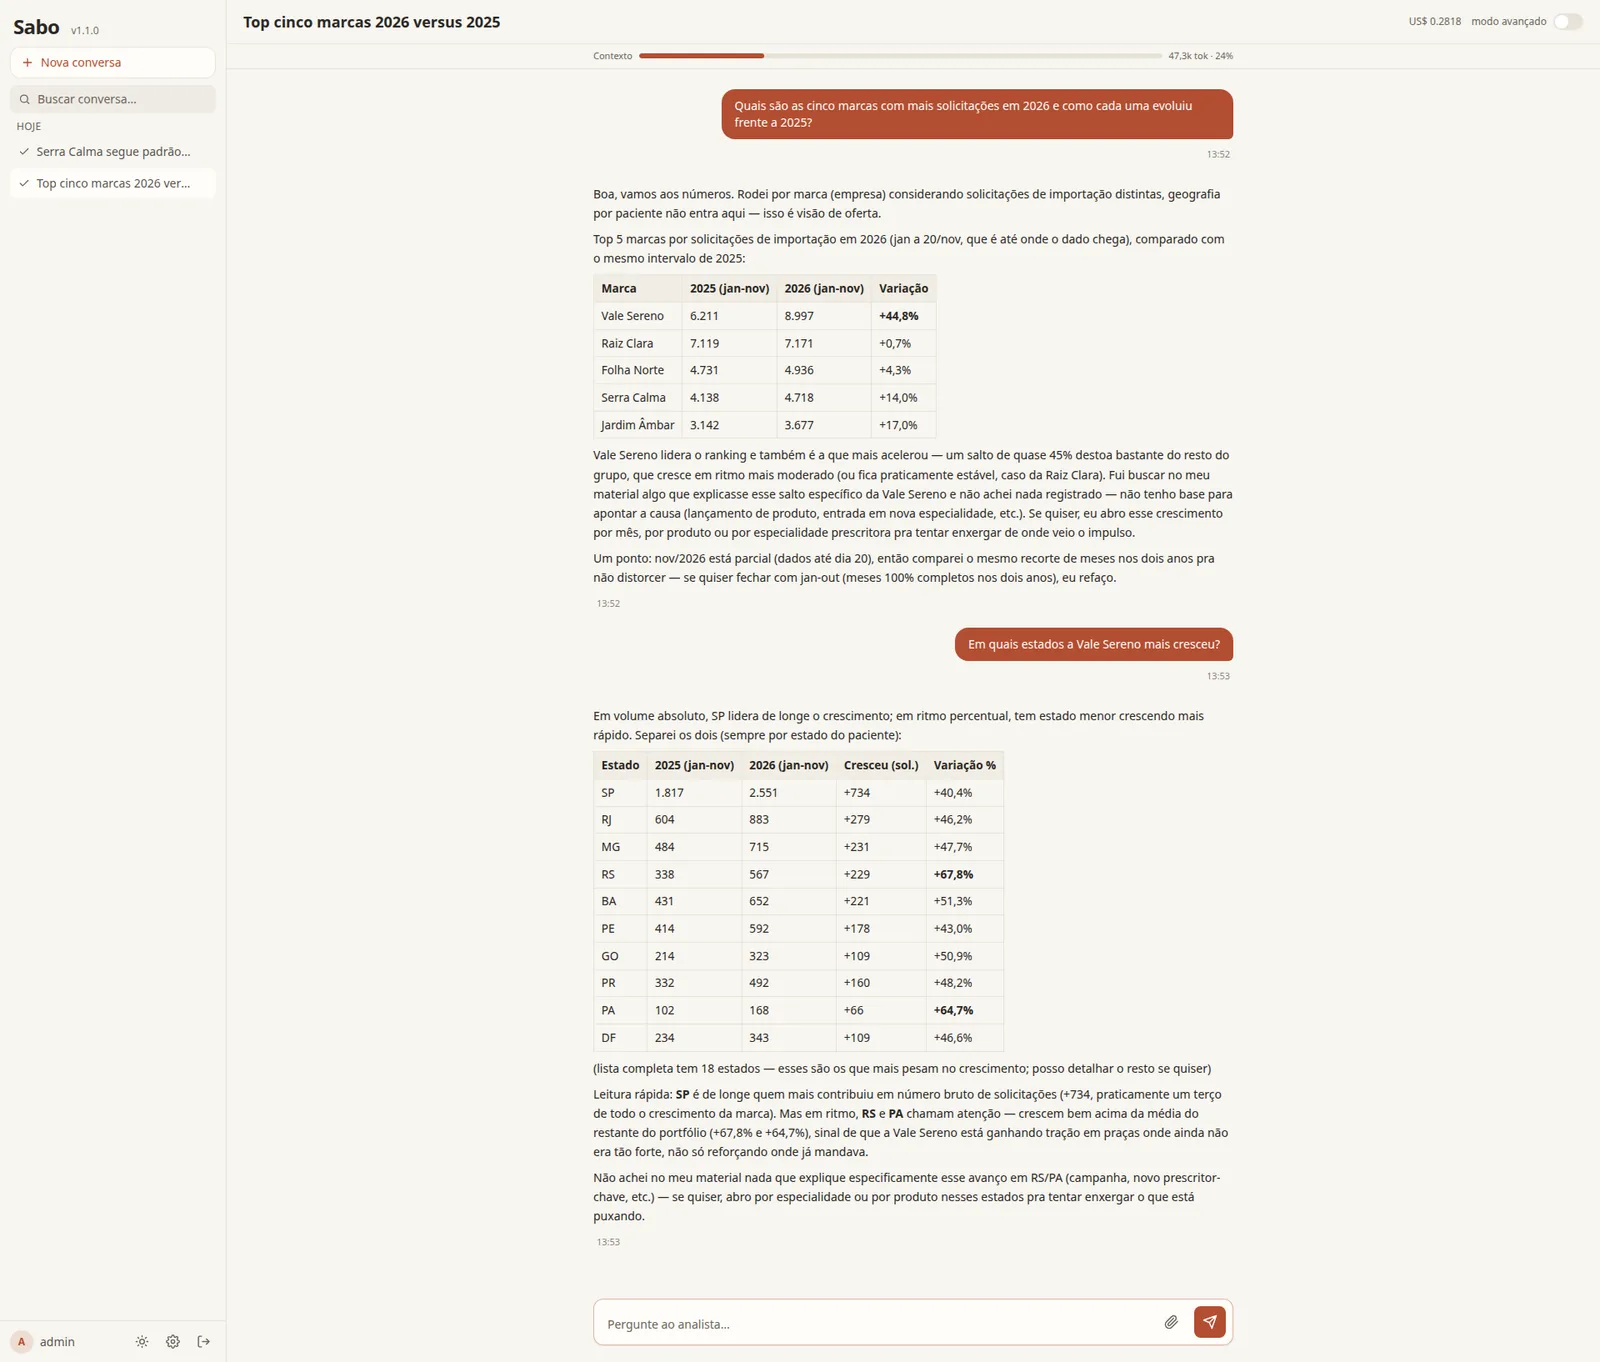 Sabo v1.1.0
Nova conversa
Buscar conversa...
HOJE
Serra Calma segue padrão...
Top cinco marcas 2026 ver...
Top cinco marcas 2026 versus 2025
US$ 0.2818 modo avançado
Contexto 47,3k tok · 24%
Quais são as cinco marcas com mais solicitações em 2026 e como cada uma evoluiu
frente a 2025?
13:52
Boa, vamos aos números. Rodei por marca (empresa) considerando solicitações de importação distintas, geografia
por paciente não entra aqui — isso é visão de oferta.
Top 5 marcas por solicitações de importação em 2026 (jan a 20/nov, que é até onde o dado chega), comparado com
o mesmo intervalo de 2025:
Marca 2025 (jan-nov) 2026 (jan-nov) Variação
Vale Sereno 6.211 8.997 +44,8%
Raiz Clara 7.119 7.171 +0,7%
Folha Norte 4.731 4.936 +4,3%
Serra Calma 4.138 4.718 +14,0%
Jardim Âmbar 3.142 3.677 +17,0%
Vale Sereno lidera o ranking e também é a que mais acelerou — um salto de quase 45% destoa bastante do resto do
grupo, que cresce em ritmo mais moderado (ou fica praticamente estável, caso da Raiz Clara). Fui buscar no meu
material algo que explicasse esse salto específico da Vale Sereno e não achei nada registrado — não tenho base para
apontar a causa (lançamento de produto, entrada em nova especialidade, etc.). Se quiser, eu abro esse crescimento
por mês, por produto ou por especialidade prescritora pra tentar enxergar de onde veio o impulso.
Um ponto: nov/2026 está parcial (dados até dia 20), então comparei o mesmo recorte de meses nos dois anos pra
não distorcer — se quiser fechar com jan-out (meses 100% completos nos dois anos), eu refaço.
13:52
Em quais estados a Vale Sereno mais cresceu?
13:53
Em volume absoluto, SP lidera de longe o crescimento; em ritmo percentual, tem estado menor crescendo mais
rápido. Separei os dois (sempre por estado do paciente):
Estado 2025 (jan-nov) 2026 (jan-nov) Cresceu (sol.) Variação %
SP 1.817 2.551 +734 +40,4%
RJ 604 883 +279 +46,2%
MG 484 715 +231 +47,7%
RS 338 567 +229 +67,8%
BA 431 652 +221 +51,3%
PE 414 592 +178 +43,0%
GO 214 323 +109 +50,9%
PR 332 492 +160 +48,2%
PA 102 168 +66 +64,7%
DF 234 343 +109 +46,6%
(lista completa tem 18 estados — esses são os que mais pesam no crescimento; posso detalhar o resto se quiser)
Leitura rápida: SP é de longe quem mais contribuiu em número bruto de solicitações (+734, praticamente um terço
de todo o crescimento da marca). Mas em ritmo, RS e PA chamam atenção — crescem bem acima da média do
restante do portfólio (+67,8% e +64,7%), sinal de que a Vale Sereno está ganhando tração em praças onde ainda não
era tão forte, não só reforçando onde já mandava.
Não achei no meu material nada que explique especificamente esse avanço em RS/PA (campanha, novo prescritor-
chave, etc.) — se quiser, abro por especialidade ou por produto nesses estados pra tentar enxergar o que está
puxando.
13:53
Pergunte ao analista...
A admin